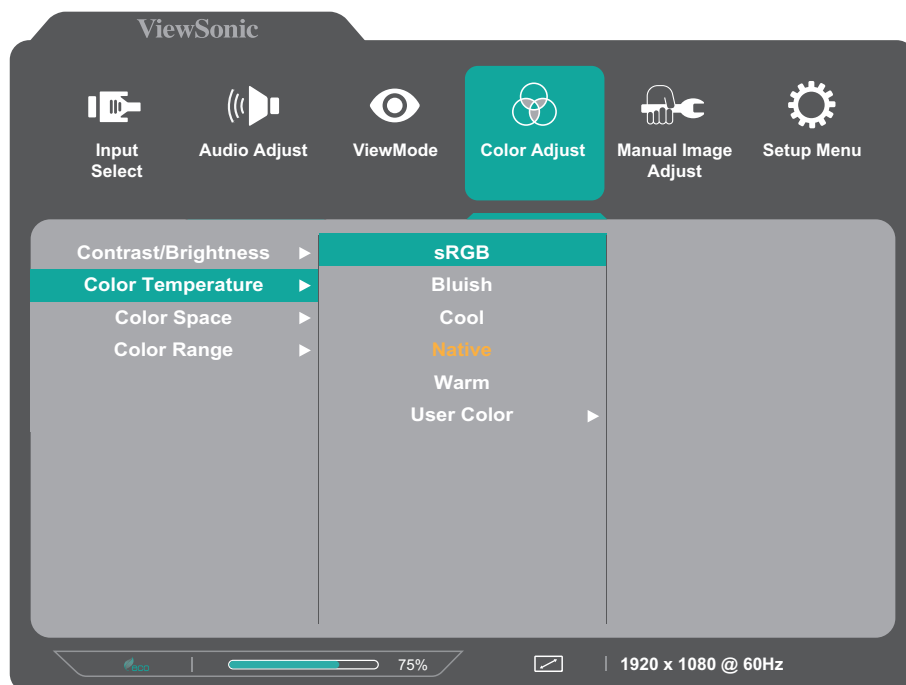 ViewSonic
Input
Select
Audio Adjust
ViewMode
Color Adjust
Manual Image
Adjust
Setup Menu
Contrast/Brightness
Color Temperature
Color Space
Color Range
sRGB
Bluish
Cool
Native
Warm
User Color
eco
75%
1920 x 1080 @ 60Hz